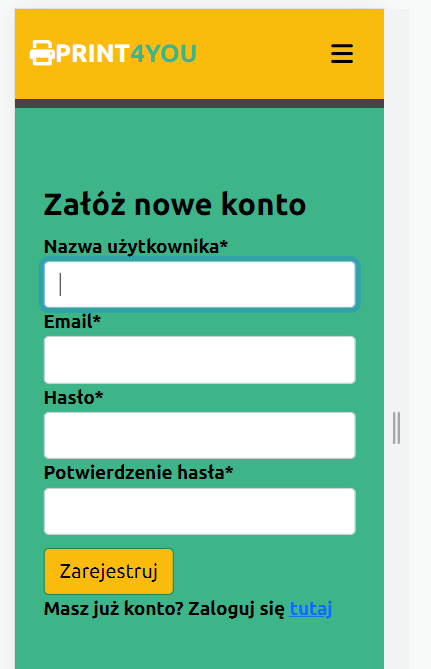 PRINT4YOU
Załóż nowe konto
Nazwa użytkownika*
Email*
Hasło*
Potwierdzenie hasła*
Zarejestruj
Masz już konto? Zaloguj się tutaj